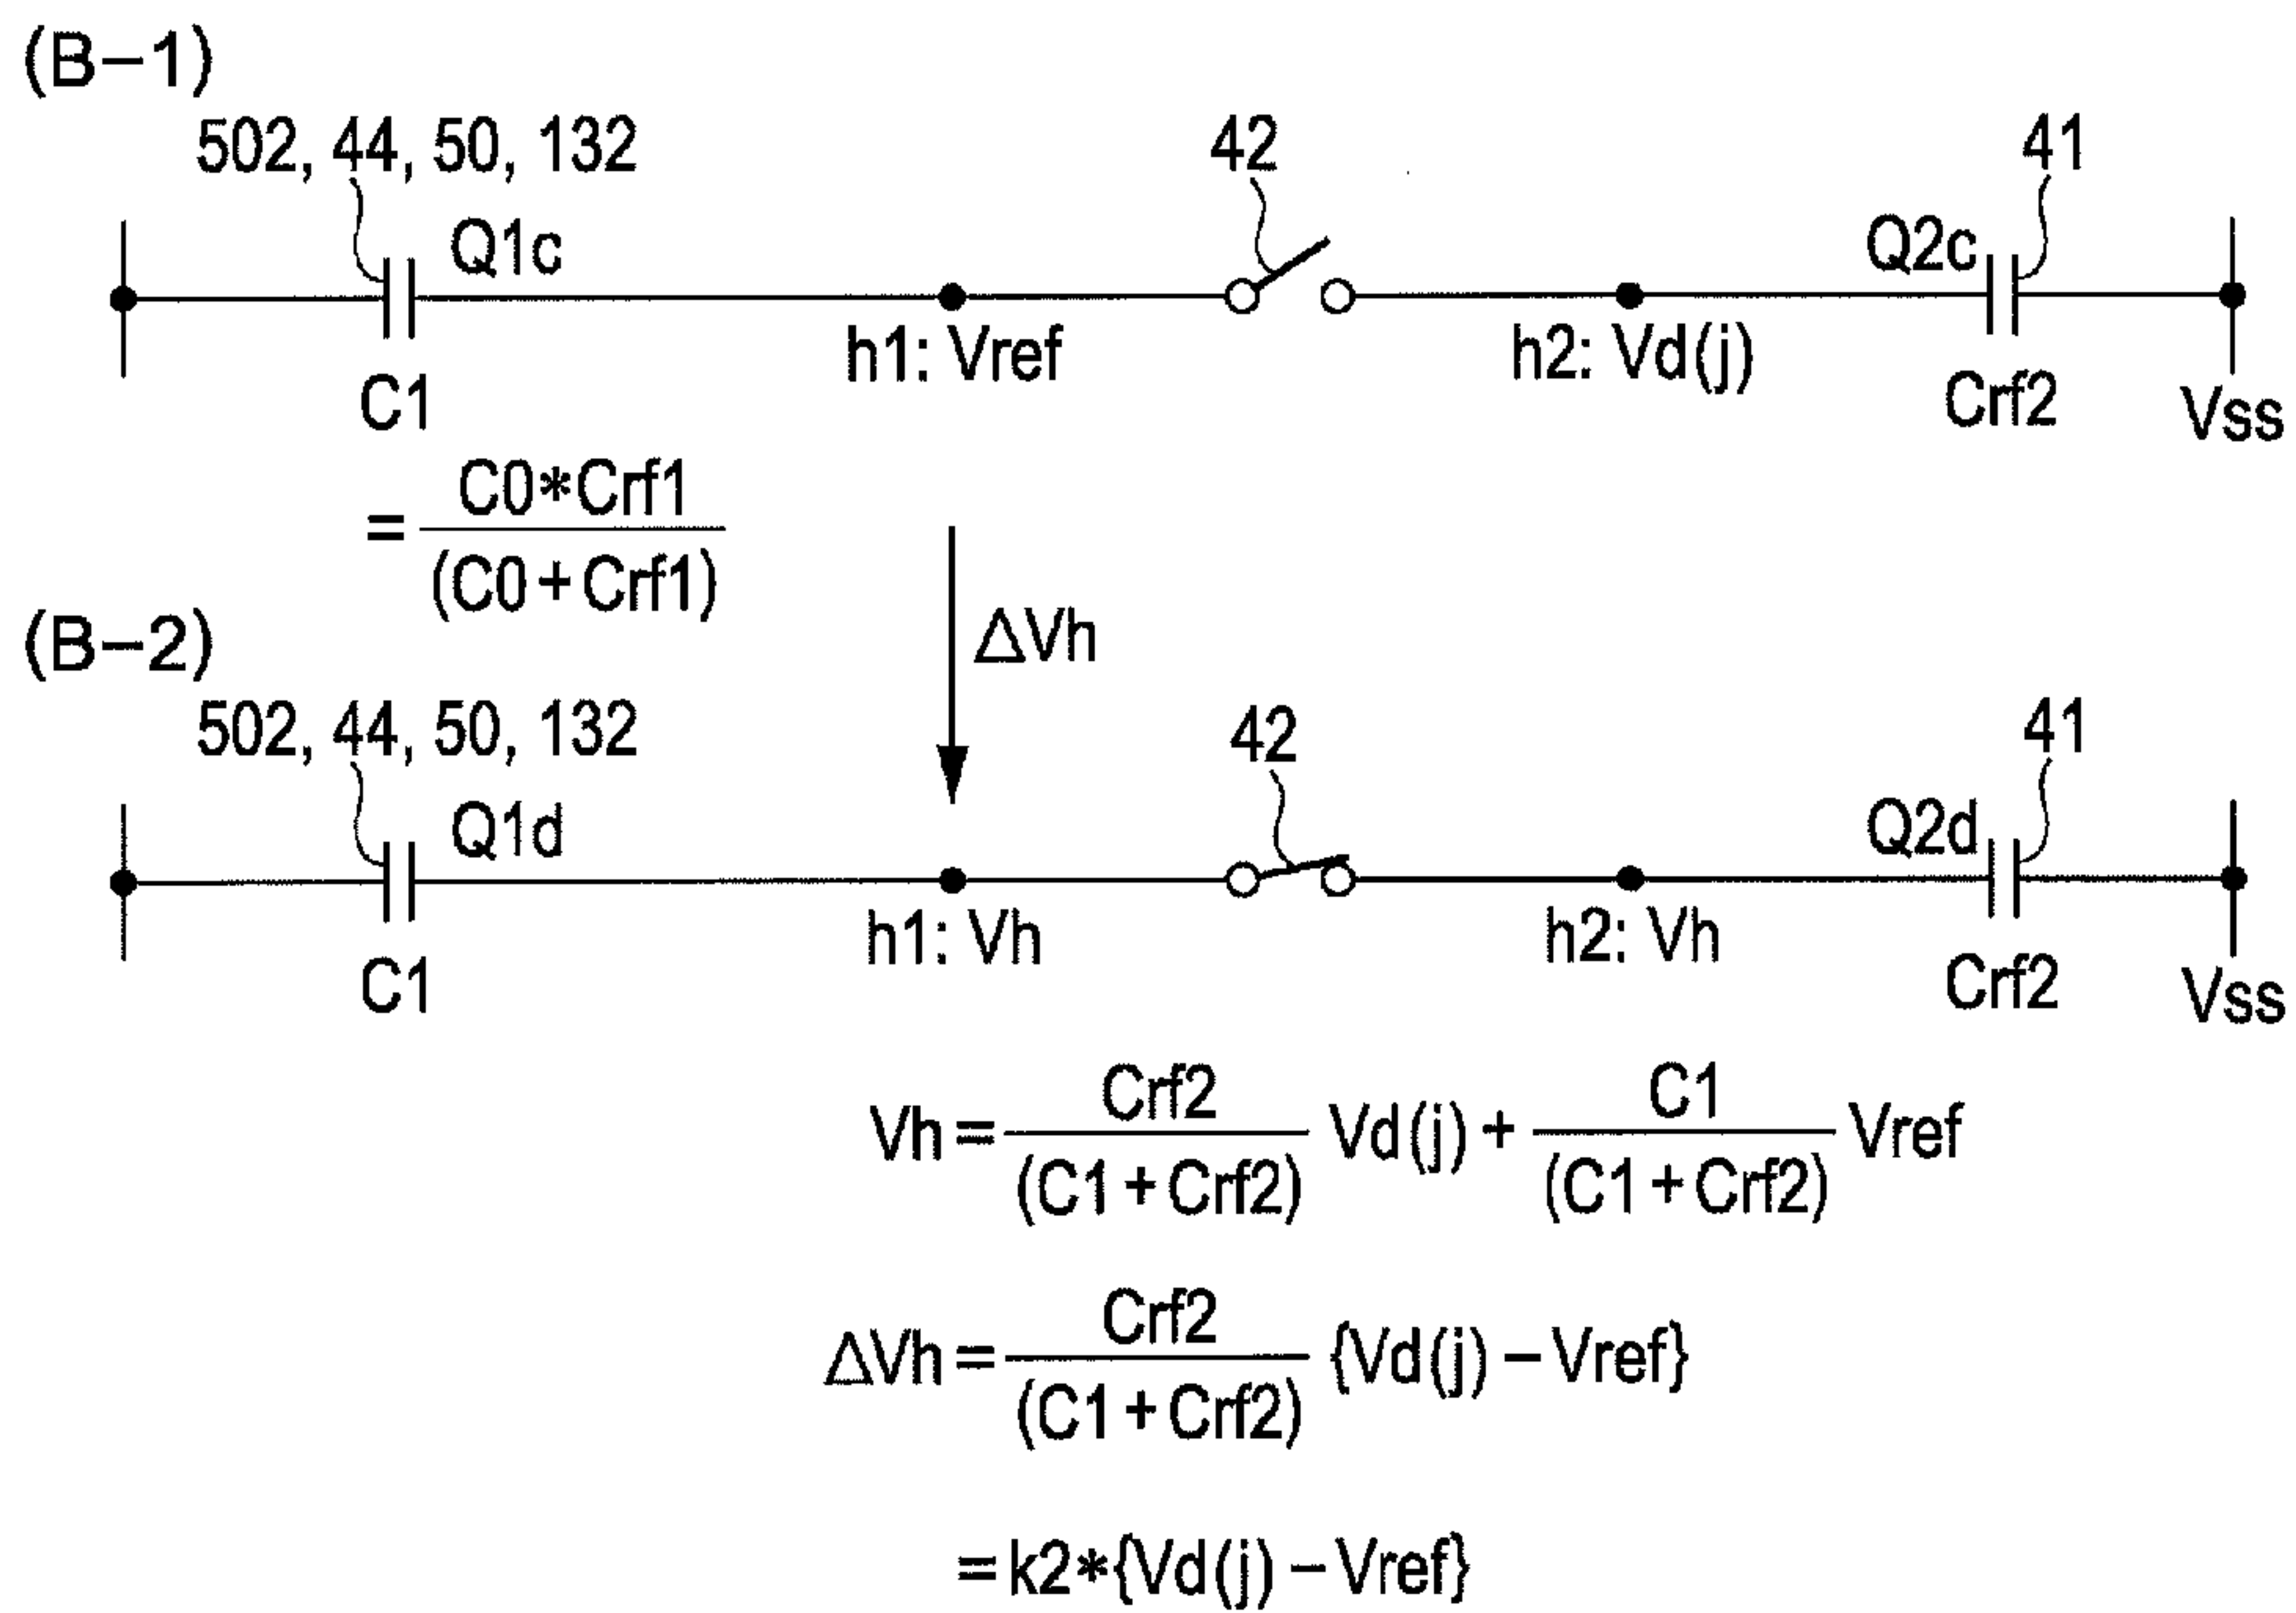 (B-1)
502, 44, 50, 132
42
41
Q1c
Q2c
h1: Vref
h2: Vd(j)
C1
Crf2
Vss
= C0*Crf1
(C0+Crf1)
ΔVh
(B-2)
502, 44, 50, 132
42
41
Q1d
Q2d
h1: Vh
h2: Vh
C1
Crf2
Vss
Vh = Crf2/(C1+Crf2) Vd(j) + C1/(C1+Crf2) Vref
ΔVh = Crf2/(C1+Crf2) {Vd(j) - Vref}
= k2*{Vd(j) - Vref}